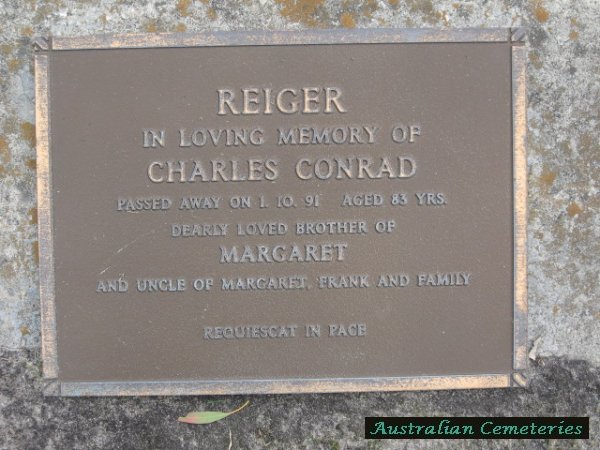 REIGER
IN LOVING MEMORY OF
CHARLES CONRAD
PASSED AWAY ON 1. 10. 91 AGED 83 YRS.
DEARLY LOVED BROTHER OF
MARGARET
AND UNCLE OF MARGARET, FRANK AND FAMILY
REQUIESCAT IN PACE
Australian Cemeteries